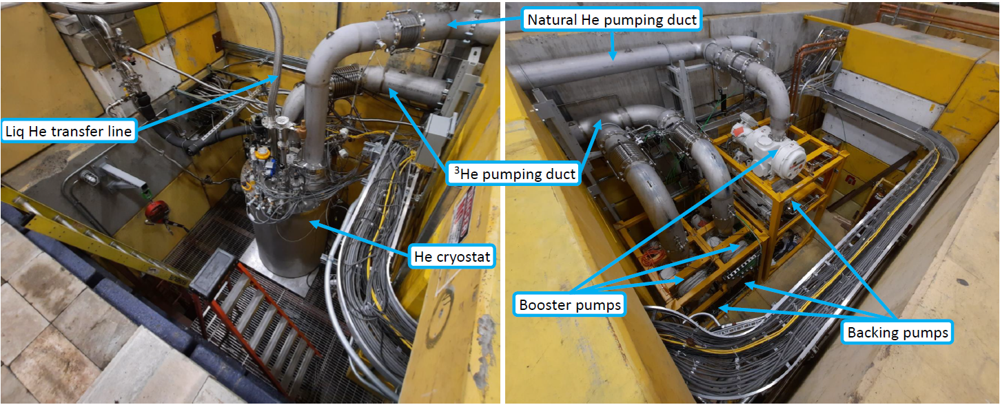 Natural He pumping duct
Liq He transfer line
³He pumping duct
He cryostat
Booster pumps
Backing pumps